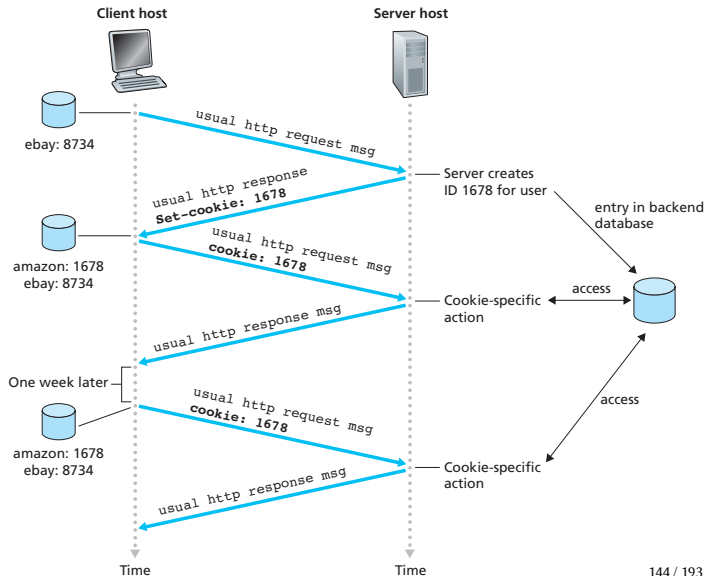 Client host
Server host
ebay: 8734
usual http request msg
Server creates
ID 1678 for user
usual http response
Set-cookie: 1678
entry in backend
database
amazon: 1678
ebay: 8734
usual http request msg
cookie: 1678
access
Cookie-specific
action
usual http response msg
One week later
usual http request msg
cookie: 1678
access
amazon: 1678
ebay: 8734
Cookie-specific
action
usual http response msg
Time
Time
144 / 193